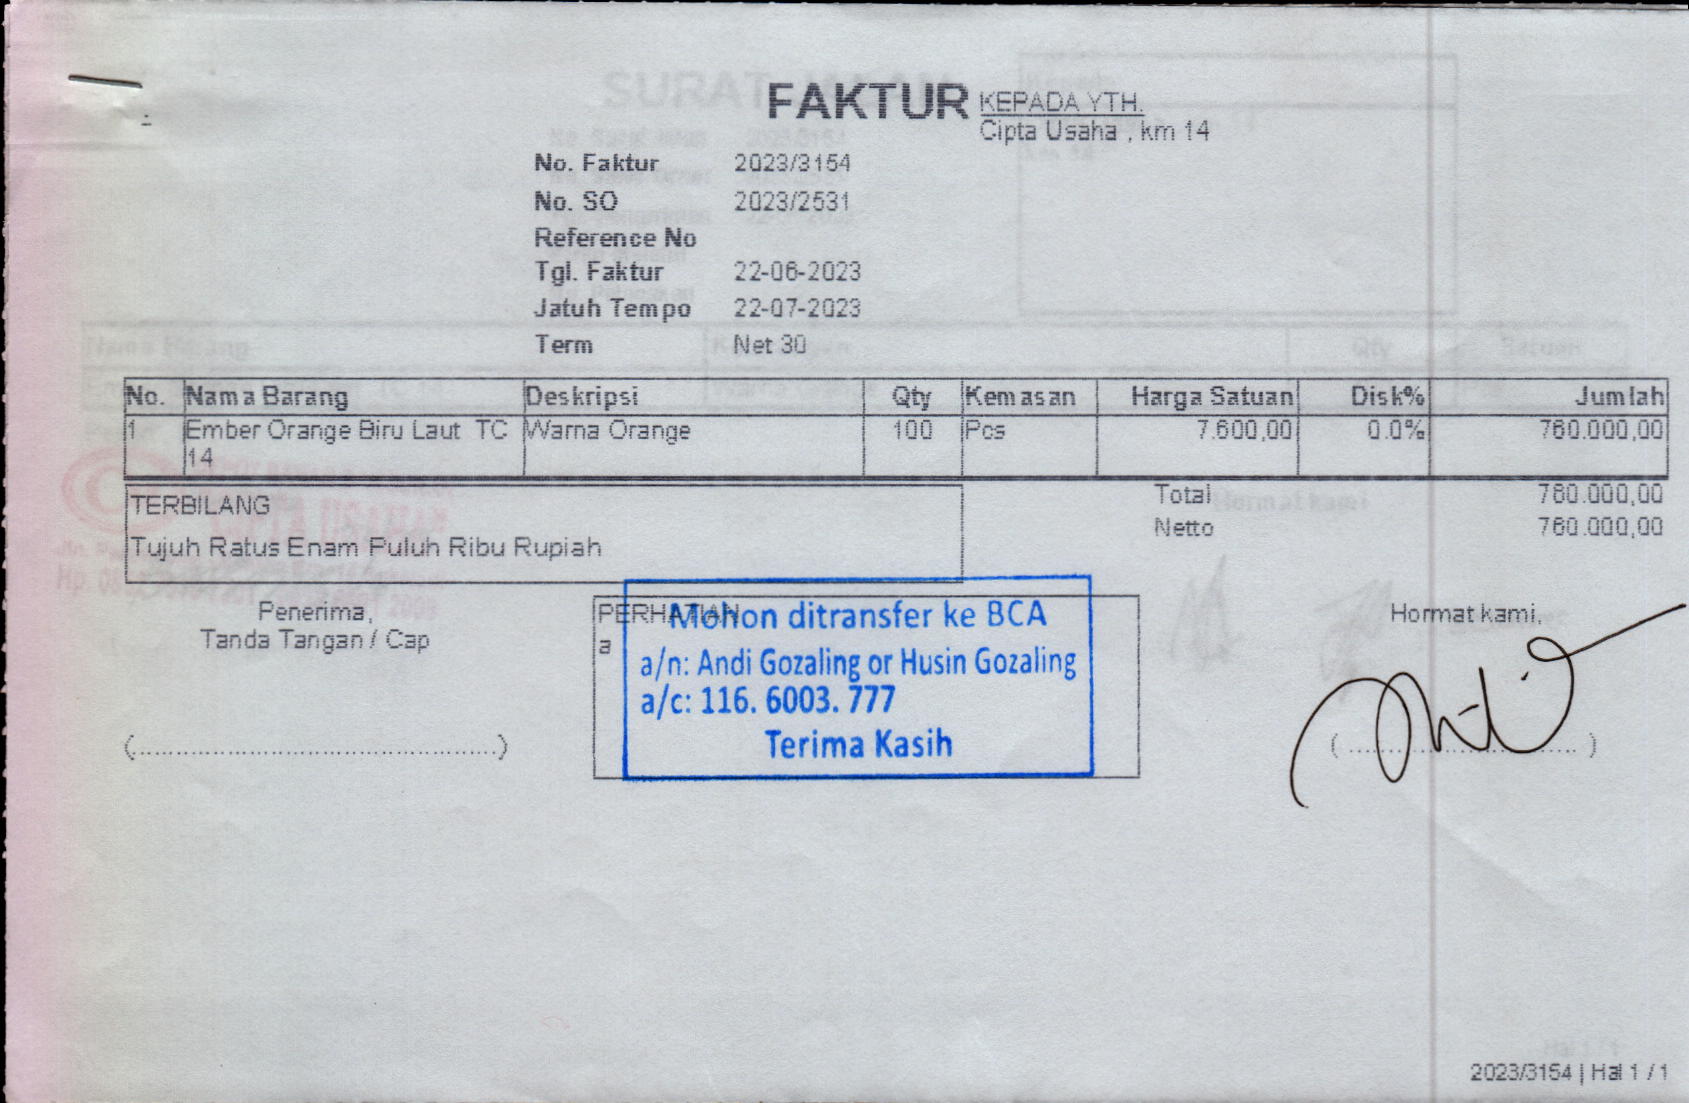 FAKTUR
KEPADA YTH.
Cipta Usaha , km 14
No. Faktur 2023/3154
No. SO 2023/2531
Reference No
Tgl. Faktur 22-06-2023
Jatuh Tempo 22-07-2023
Term Net 30
No. Nama Barang Deskripsi Qty Kemasan Harga Satuan Disk% Jumlah
1 Ember Orange Biru Laut TC Warna Orange 100 Pcs 7.600,00 0.0% 760.000,00
14
Total 760.000,00
Netto 760.000,00
TERBILANG
Tujuh Ratus Enam Puluh Ribu Rupiah
Penerima,
Tanda Tangan / Cap
(...............................................)
PERHATIAN
a
Mohon ditransfer ke BCA
a/n: Andi Gozaling or Husin Gozaling
a/c: 116. 6003. 777
Terima Kasih
Hormat kami,
(..............................)
2023/3154 | Hal 1 / 1